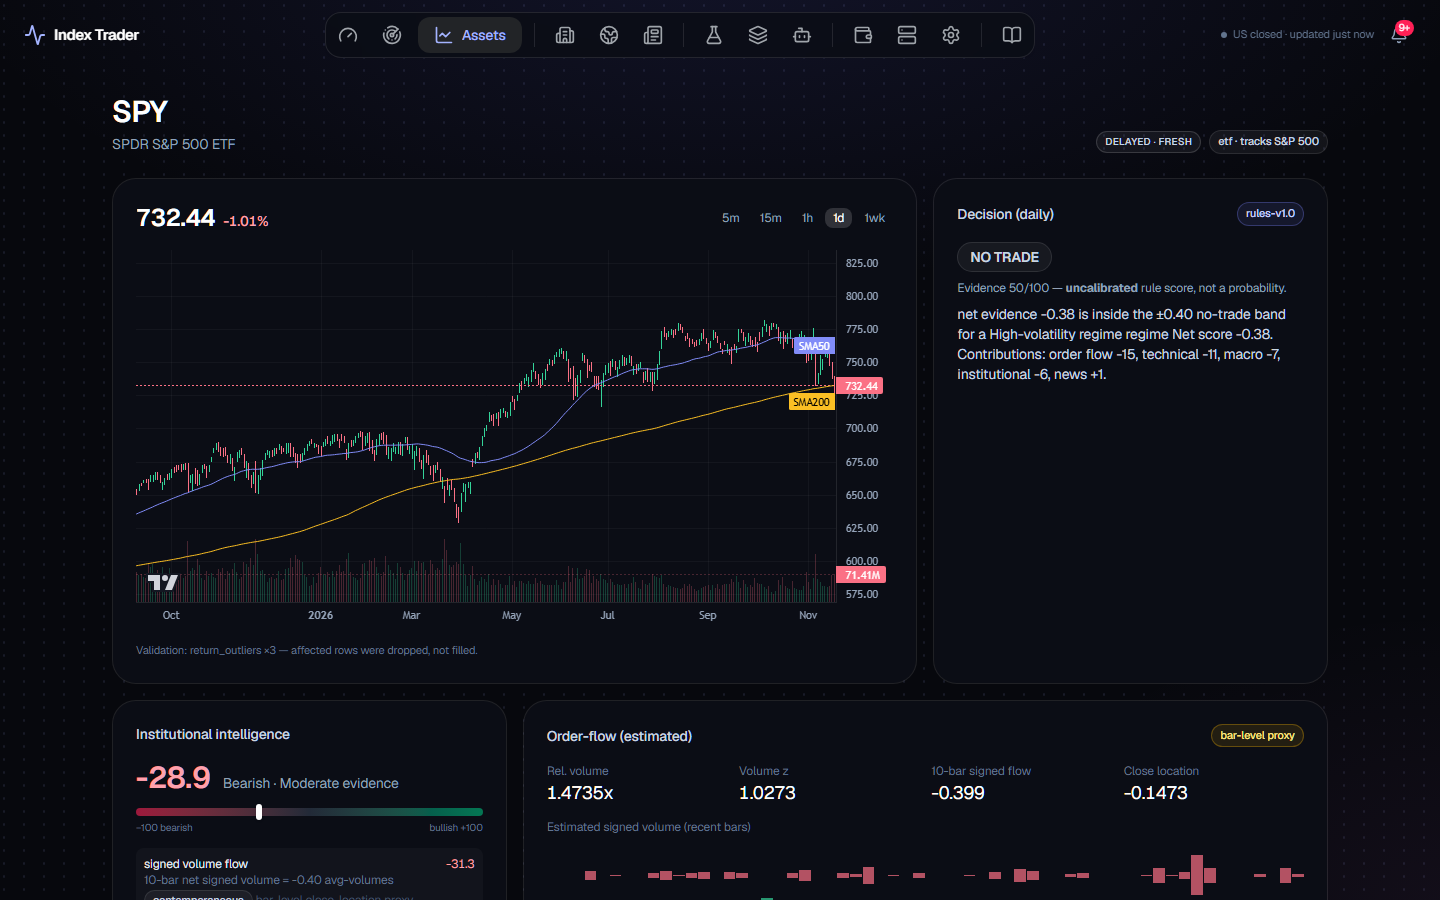 Index Trader
Assets
US closed · updated just now
9+
SPY
SPDR S&P 500 ETF
DELAYED · FRESH
etf · tracks S&P 500
732.44 -1.01%
5m 15m 1h 1d 1wk
825.00
800.00
775.00
SMA50
750.00
732.44
725.00
SMA200
700.00
675.00
650.00
625.00
600.00
71.41M
575.00
Oct 2026 Mar May Jul Sep Nov
Validation: return_outliers ×3 — affected rows were dropped, not filled.
Decision (daily)
rules-v1.0
NO TRADE
Evidence 50/100 — uncalibrated rule score, not a probability.
net evidence -0.38 is inside the ±0.40 no-trade band
for a High-volatility regime regime Net score -0.38.
Contributions: order flow -15, technical -11, macro -7,
institutional -6, news +1.
Institutional intelligence
-28.9 Bearish · Moderate evidence
−100 bearish
bullish +100
signed volume flow
-31.3
10-bar net signed volume = -0.40 avg-volumes
contemporaneous bar-level close-location proxy
Order-flow (estimated)
bar-level proxy
Rel. volume
1.4735x
Volume z
1.0273
10-bar signed flow
-0.399
Close location
-0.1473
Estimated signed volume (recent bars)